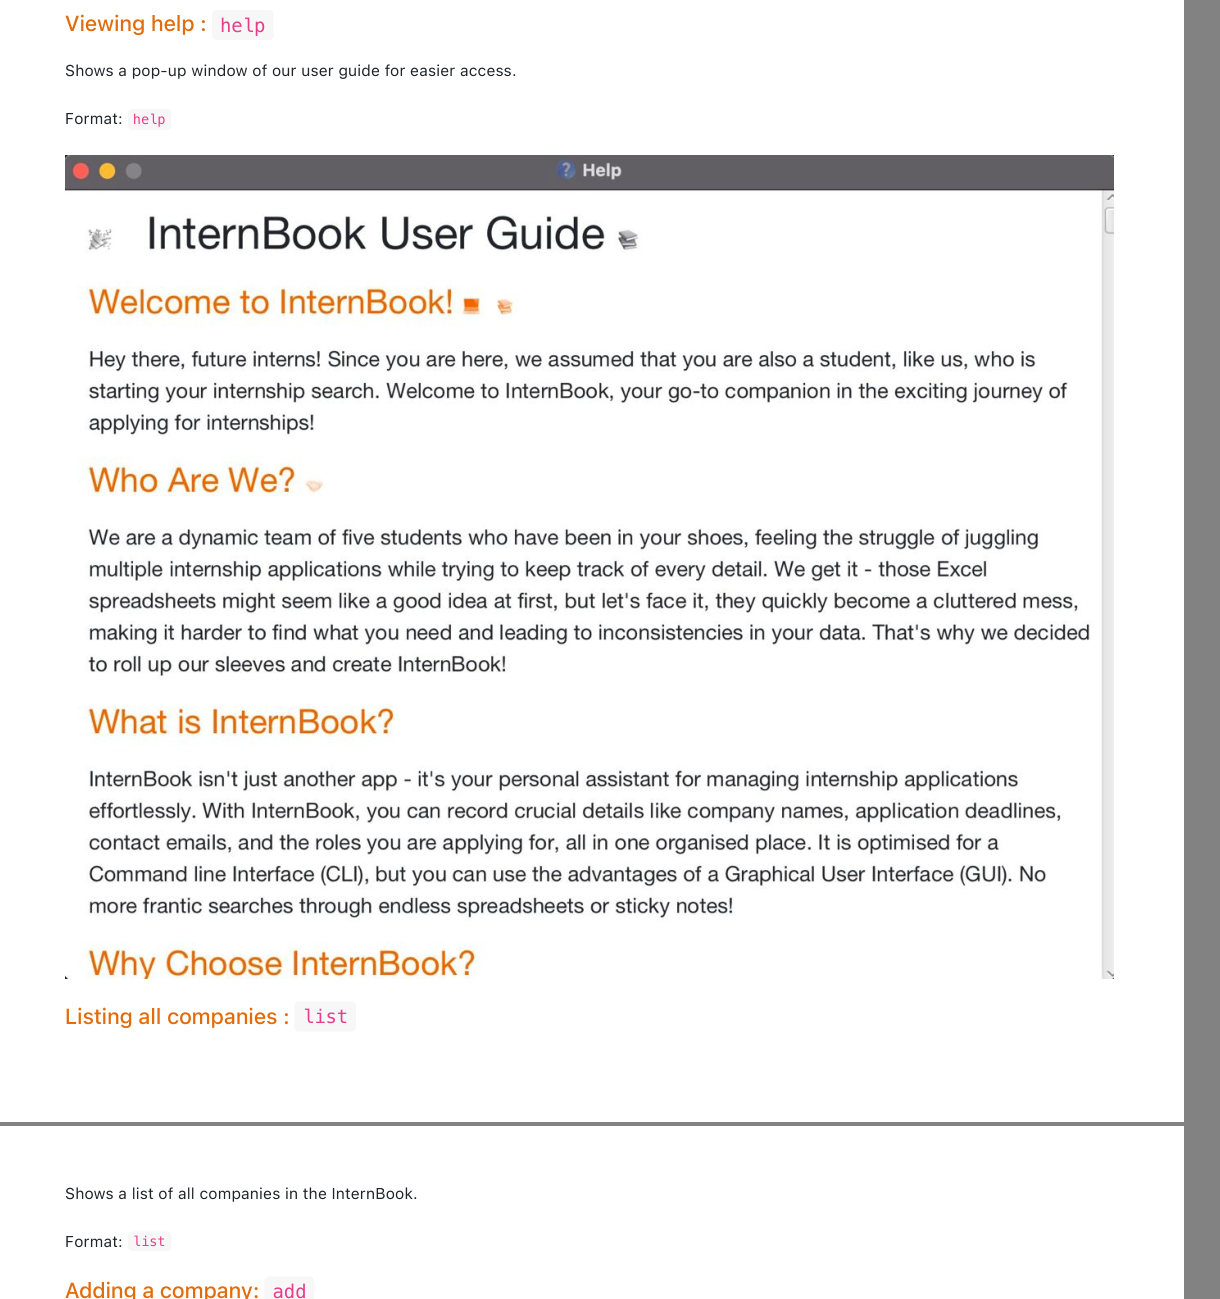 Viewing help : help
Shows a pop-up window of our user guide for easier access.
Format: help
Help
InternBook User Guide
Welcome to InternBook!
Hey there, future interns! Since you are here, we assumed that you are also a student, like us, who is
starting your internship search. Welcome to InternBook, your go-to companion in the exciting journey of
applying for internships!
Who Are We?
We are a dynamic team of five students who have been in your shoes, feeling the struggle of juggling
multiple internship applications while trying to keep track of every detail. We get it - those Excel
spreadsheets might seem like a good idea at first, but let's face it, they quickly become a cluttered mess,
making it harder to find what you need and leading to inconsistencies in your data. That's why we decided
to roll up our sleeves and create InternBook!
What is InternBook?
InternBook isn't just another app - it's your personal assistant for managing internship applications
effortlessly. With InternBook, you can record crucial details like company names, application deadlines,
contact emails, and the roles you are applying for, all in one organised place. It is optimised for a
Command line Interface (CLI), but you can use the advantages of a Graphical User Interface (GUI). No
more frantic searches through endless spreadsheets or sticky notes!
Why Choose InternBook?
Listing all companies : list
Shows a list of all companies in the InternBook.
Format: list
Adding a company: add